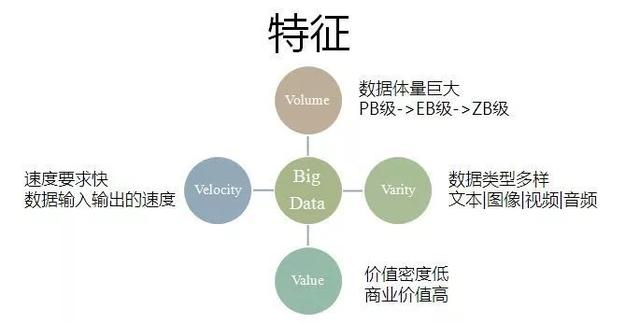 特征
Volume
数据体量巨大
PB级->EB级->ZB级
速度要求快
数据输入输出的速度
Velocity
Big
Data
Varity
数据类型多样
文本|图像|视频|音频
Value
价值密度低
商业价值高